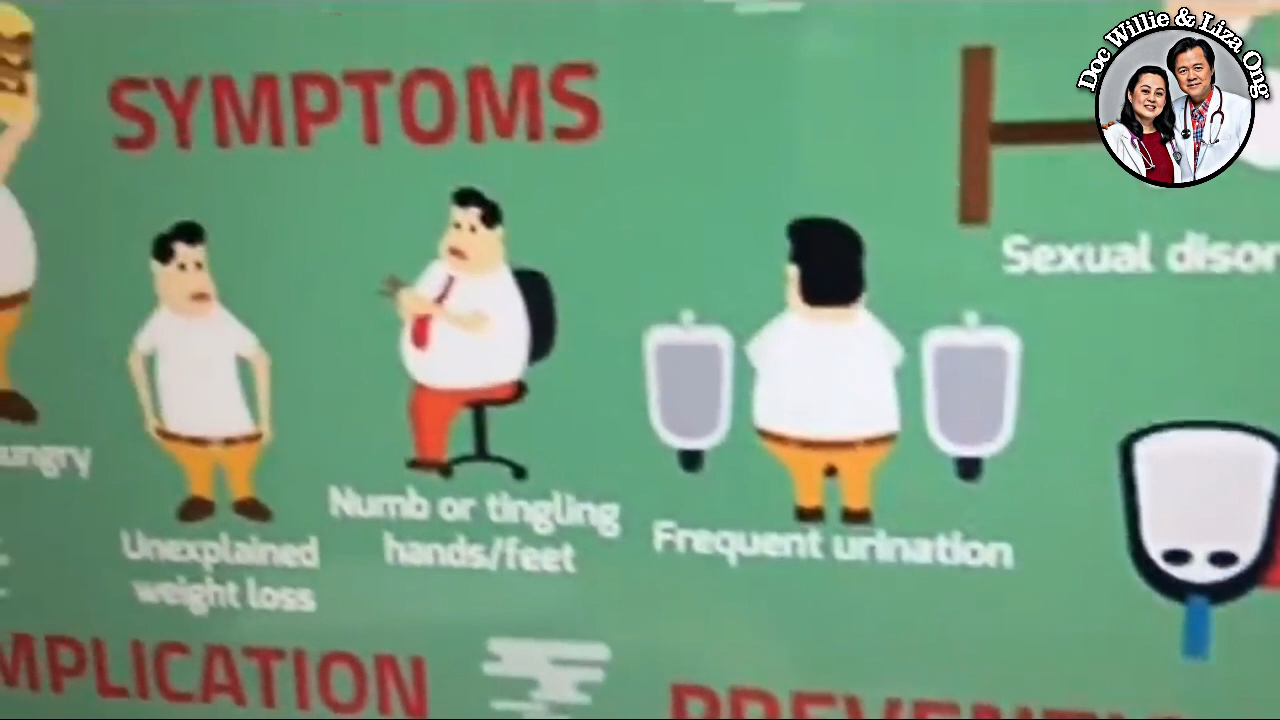 Doc Willie & Liza Ong
SYMPTOMS
Sexual disor
ungry
Numb or tingling
hands/feet
Frequent urination
Unexplained
weight loss
MPLICATION
PREVENTIO